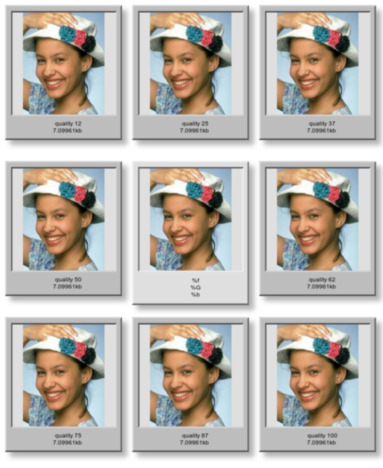 quality 12
7.09961kb
quality 25
7.09961kb
quality 37
7.09961kb
quality 50
7.09961kb
%f
%G
%b
quality 62
7.09961kb
quality 75
7.09961kb
quality 87
7.09961kb
quality 100
7.09961kb